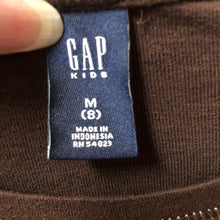 GAP
KIDS
M
(8)
MADE IN
INDONESIA
RN 54023